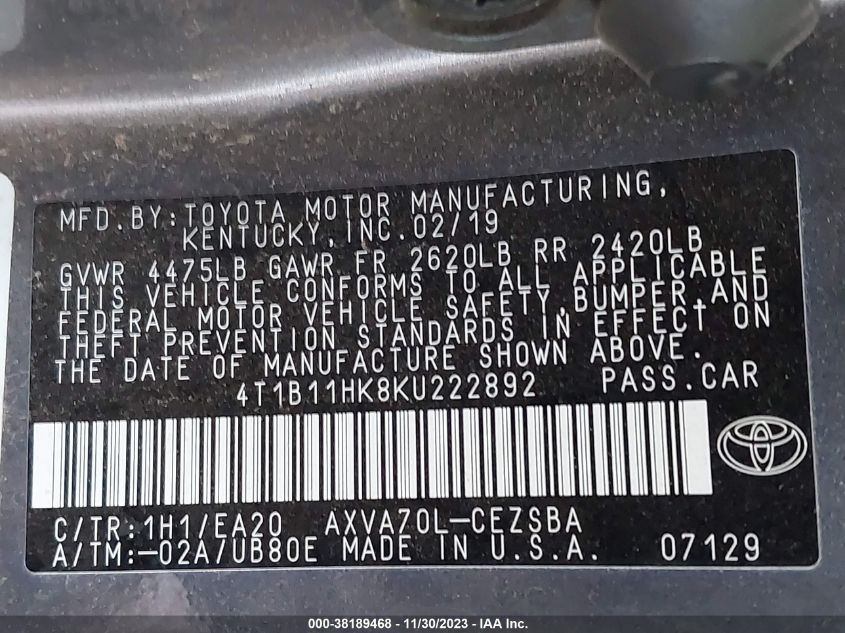 MFD. BY: TOYOTA MOTOR MANUFACTURING,
KENTUCKY, INC. 02/19
GVWR 4475LB GAWR FR 2620LB RR 2420LB
THIS VEHICLE CONFORMS TO ALL APPLICABLE
FEDERAL MOTOR VEHICLE SAFETY, BUMPER, AND
THEFT PREVENTION STANDARDS IN EFFECT ON
THE DATE OF MANUFACTURE SHOWN ABOVE.
4T1B11HK8KU222892 PASS. CAR
C/TR: 1H1/EA20 AXVA70L-CEZSBA
A/TM: -02A/UB80E MADE IN U.S.A. 07129
000-38189468 - 11/30/2023 - IAA Inc.